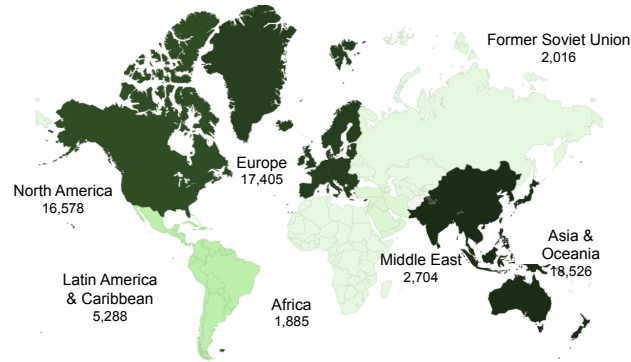 Former Soviet Union
2,016
Europe
17,405
North America
16,578
Asia &
Oceania
18,526
Middle East
2,704
Latin America
& Caribbean
5,288
Africa
1,885